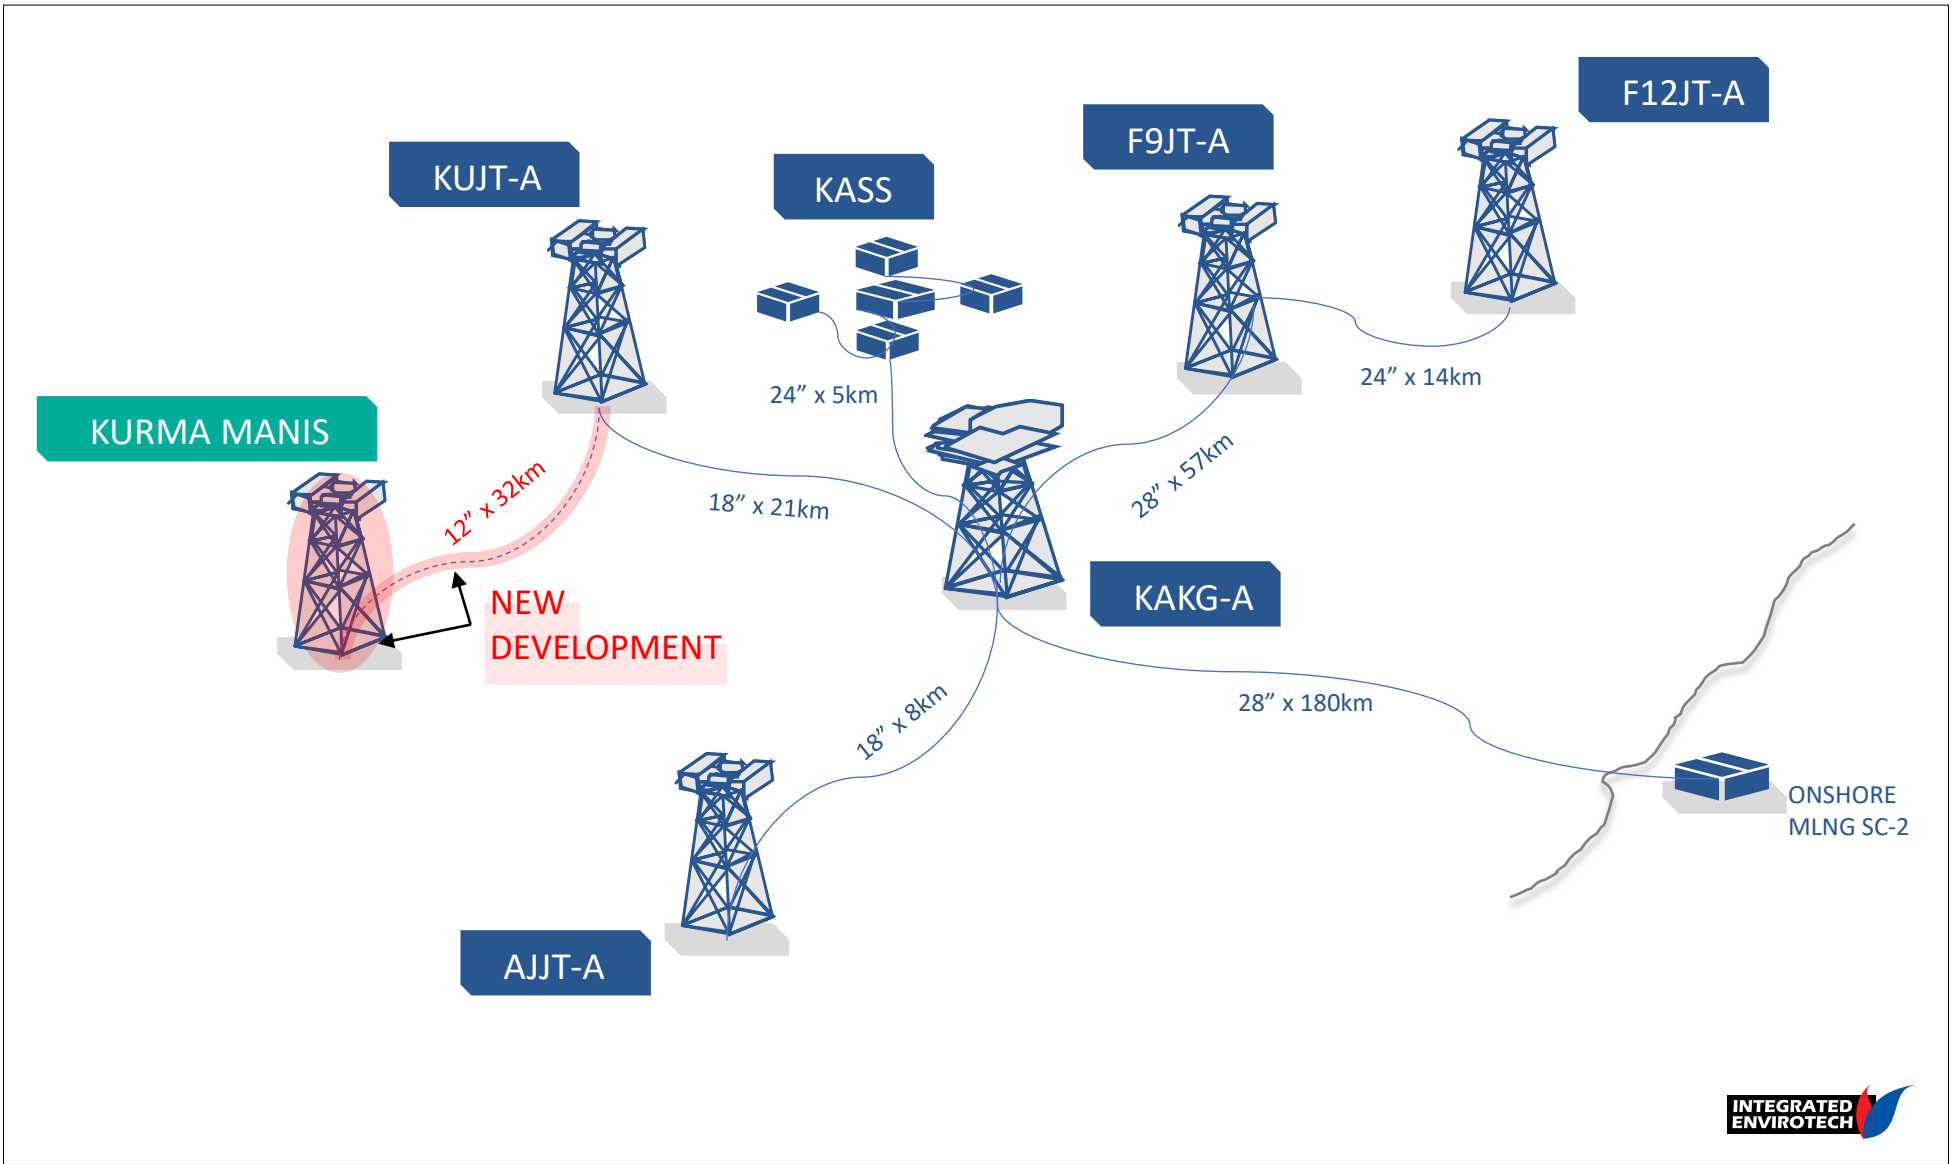 F12JT-A
F9JT-A
KUJT-A
KASS
24” x 14km
24” x 5km
KURMA MANIS
12” x 32km
18” x 21km
28” x 57km
NEW
DEVELOPMENT
KAKG-A
18” x 8km
28” x 180km
ONSHORE
MLNG SC-2
AJJT-A
INTEGRATED
ENVIROTECH